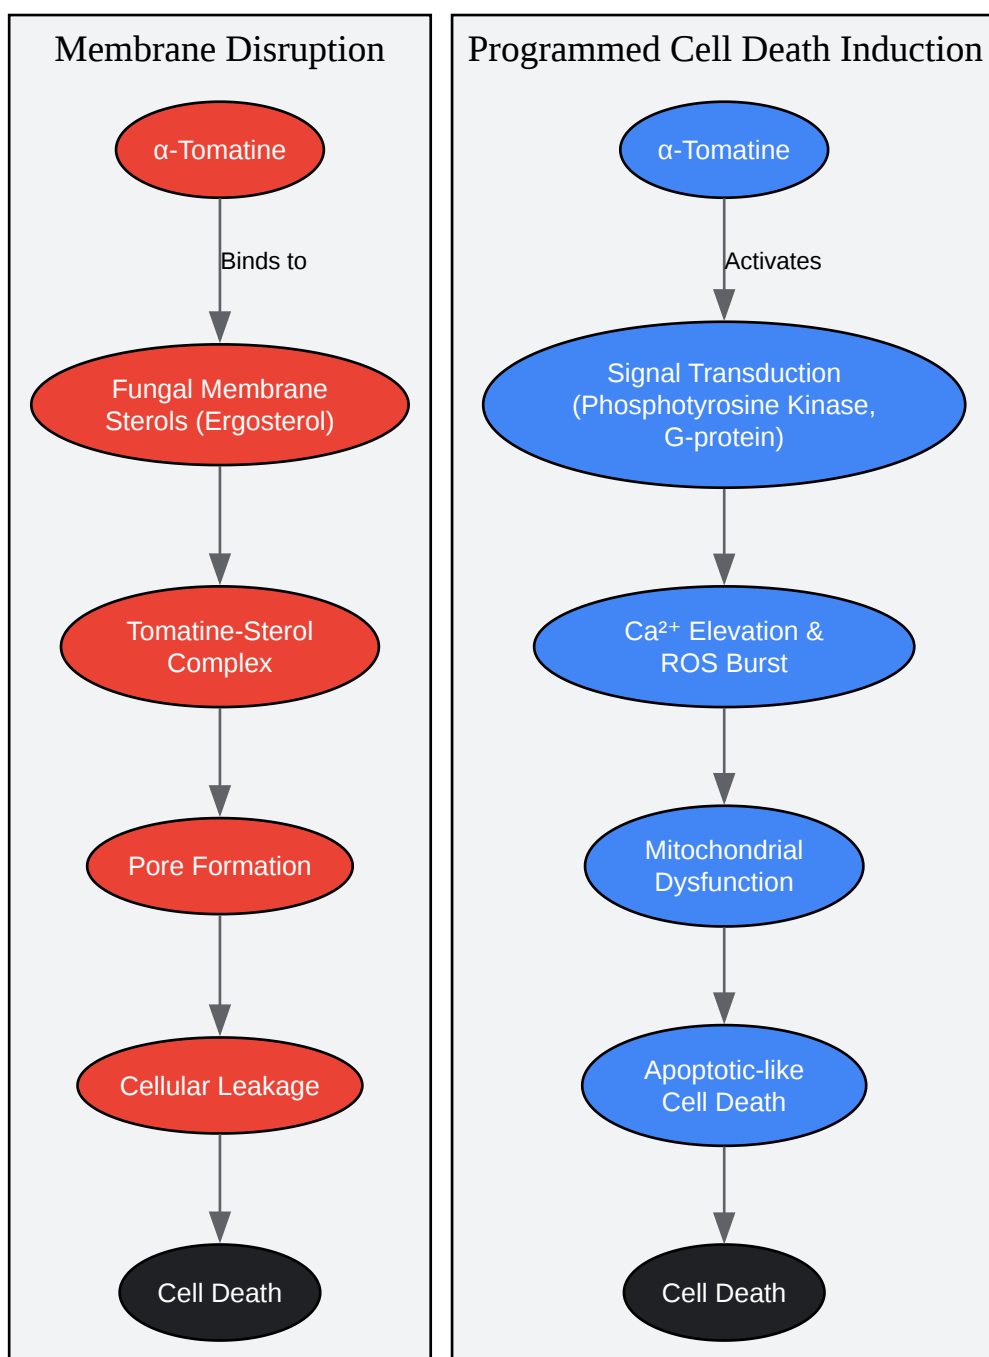 Membrane Disruption
α-Tomatine
Binds to
Fungal Membrane
Sterols (Ergosterol)
Tomatine-Sterol
Complex
Pore Formation
Cellular Leakage
Cell Death
Programmed Cell Death Induction
α-Tomatine
Activates
Signal Transduction
(Phosphotyrosine Kinase,
G-protein)
Ca²⁺ Elevation &
ROS Burst
Mitochondrial
Dysfunction
Apoptotic-like
Cell Death
Cell Death